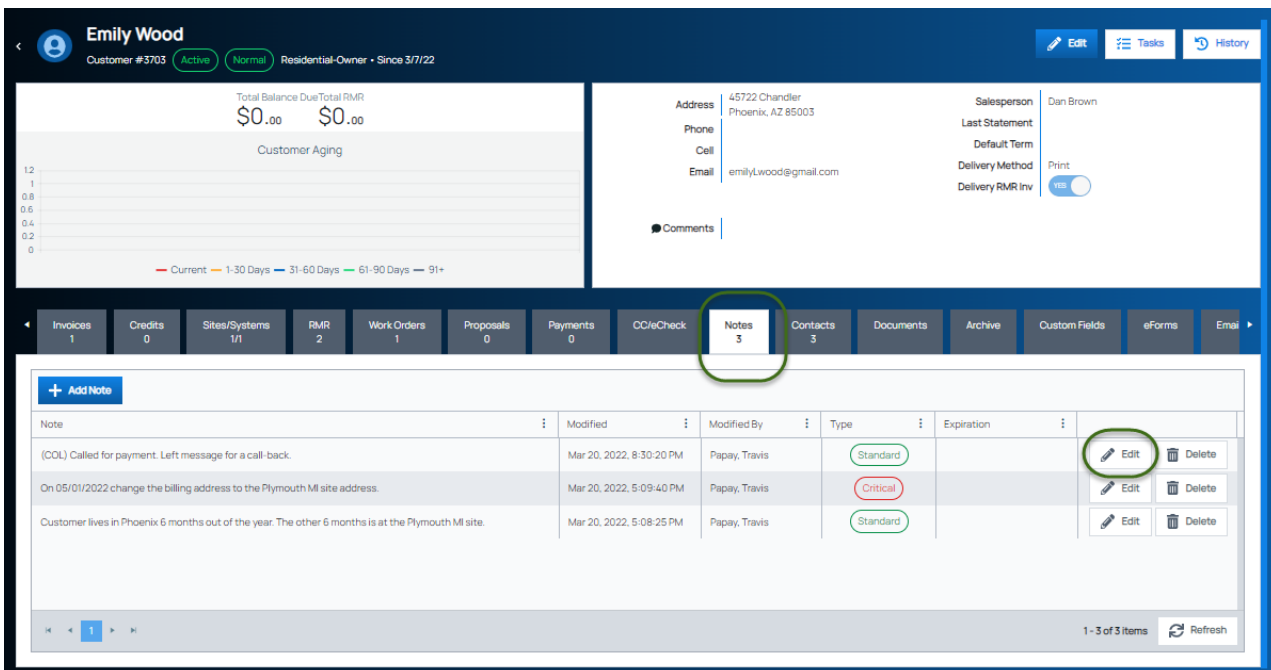 Emily Wood
Customer #3703 Active Normal Residential-Owner • Since 3/7/22
Edit Tasks History
Total Balance Due Total RMR
$0.00 $0.00
Customer Aging
1.2
1
0.8
0.6
0.4
0.2
0
Current 1-30 Days 31-60 Days 61-90 Days 91+
Address 45722 Chandler
Phoenix, AZ 85003
Phone
Cell
Email emilyLwood@gmail.com
Comments
Salesperson Dan Brown
Last Statement
Default Term
Delivery Method Print
Delivery RMR Inv YES
Invoices Credits Sites/Systems RMR Work Orders Proposals Payments CC/eCheck Notes Contacts Documents Archive Custom Fields eForms Emai
1 0 1/1 2 1 0 0 3 3
+ Add Note
Note Modified Modified By Type Expiration
(COL) Called for payment. Left message for a call-back. Mar 20, 2022, 8:30:20 PM Papay, Travis Standard Edit Delete
On 05/01/2022 change the billing address to the Plymouth MI site address. Mar 20, 2022, 5:09:40 PM Papay, Travis Critical Edit Delete
Customer lives in Phoenix 6 months out of the year. The other 6 months is at the Plymouth MI site. Mar 20, 2022, 5:08:25 PM Papay, Travis Standard Edit Delete
1 1 - 3 of 3 items Refresh